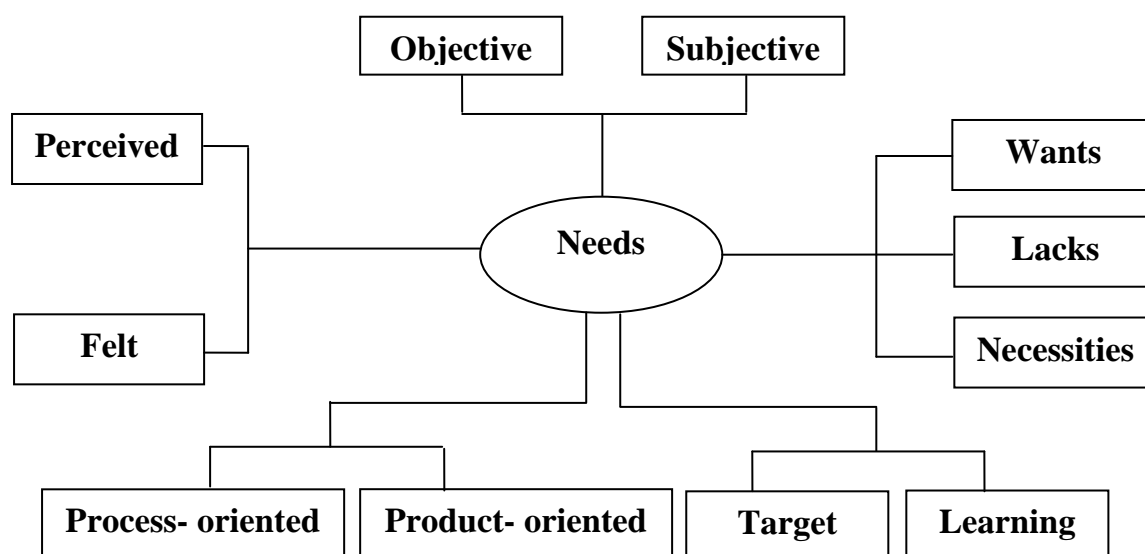 Objective
Subjective
Perceived
Wants
Needs
Lacks
Felt
Necessities
Process- oriented
Product- oriented
Target
Learning